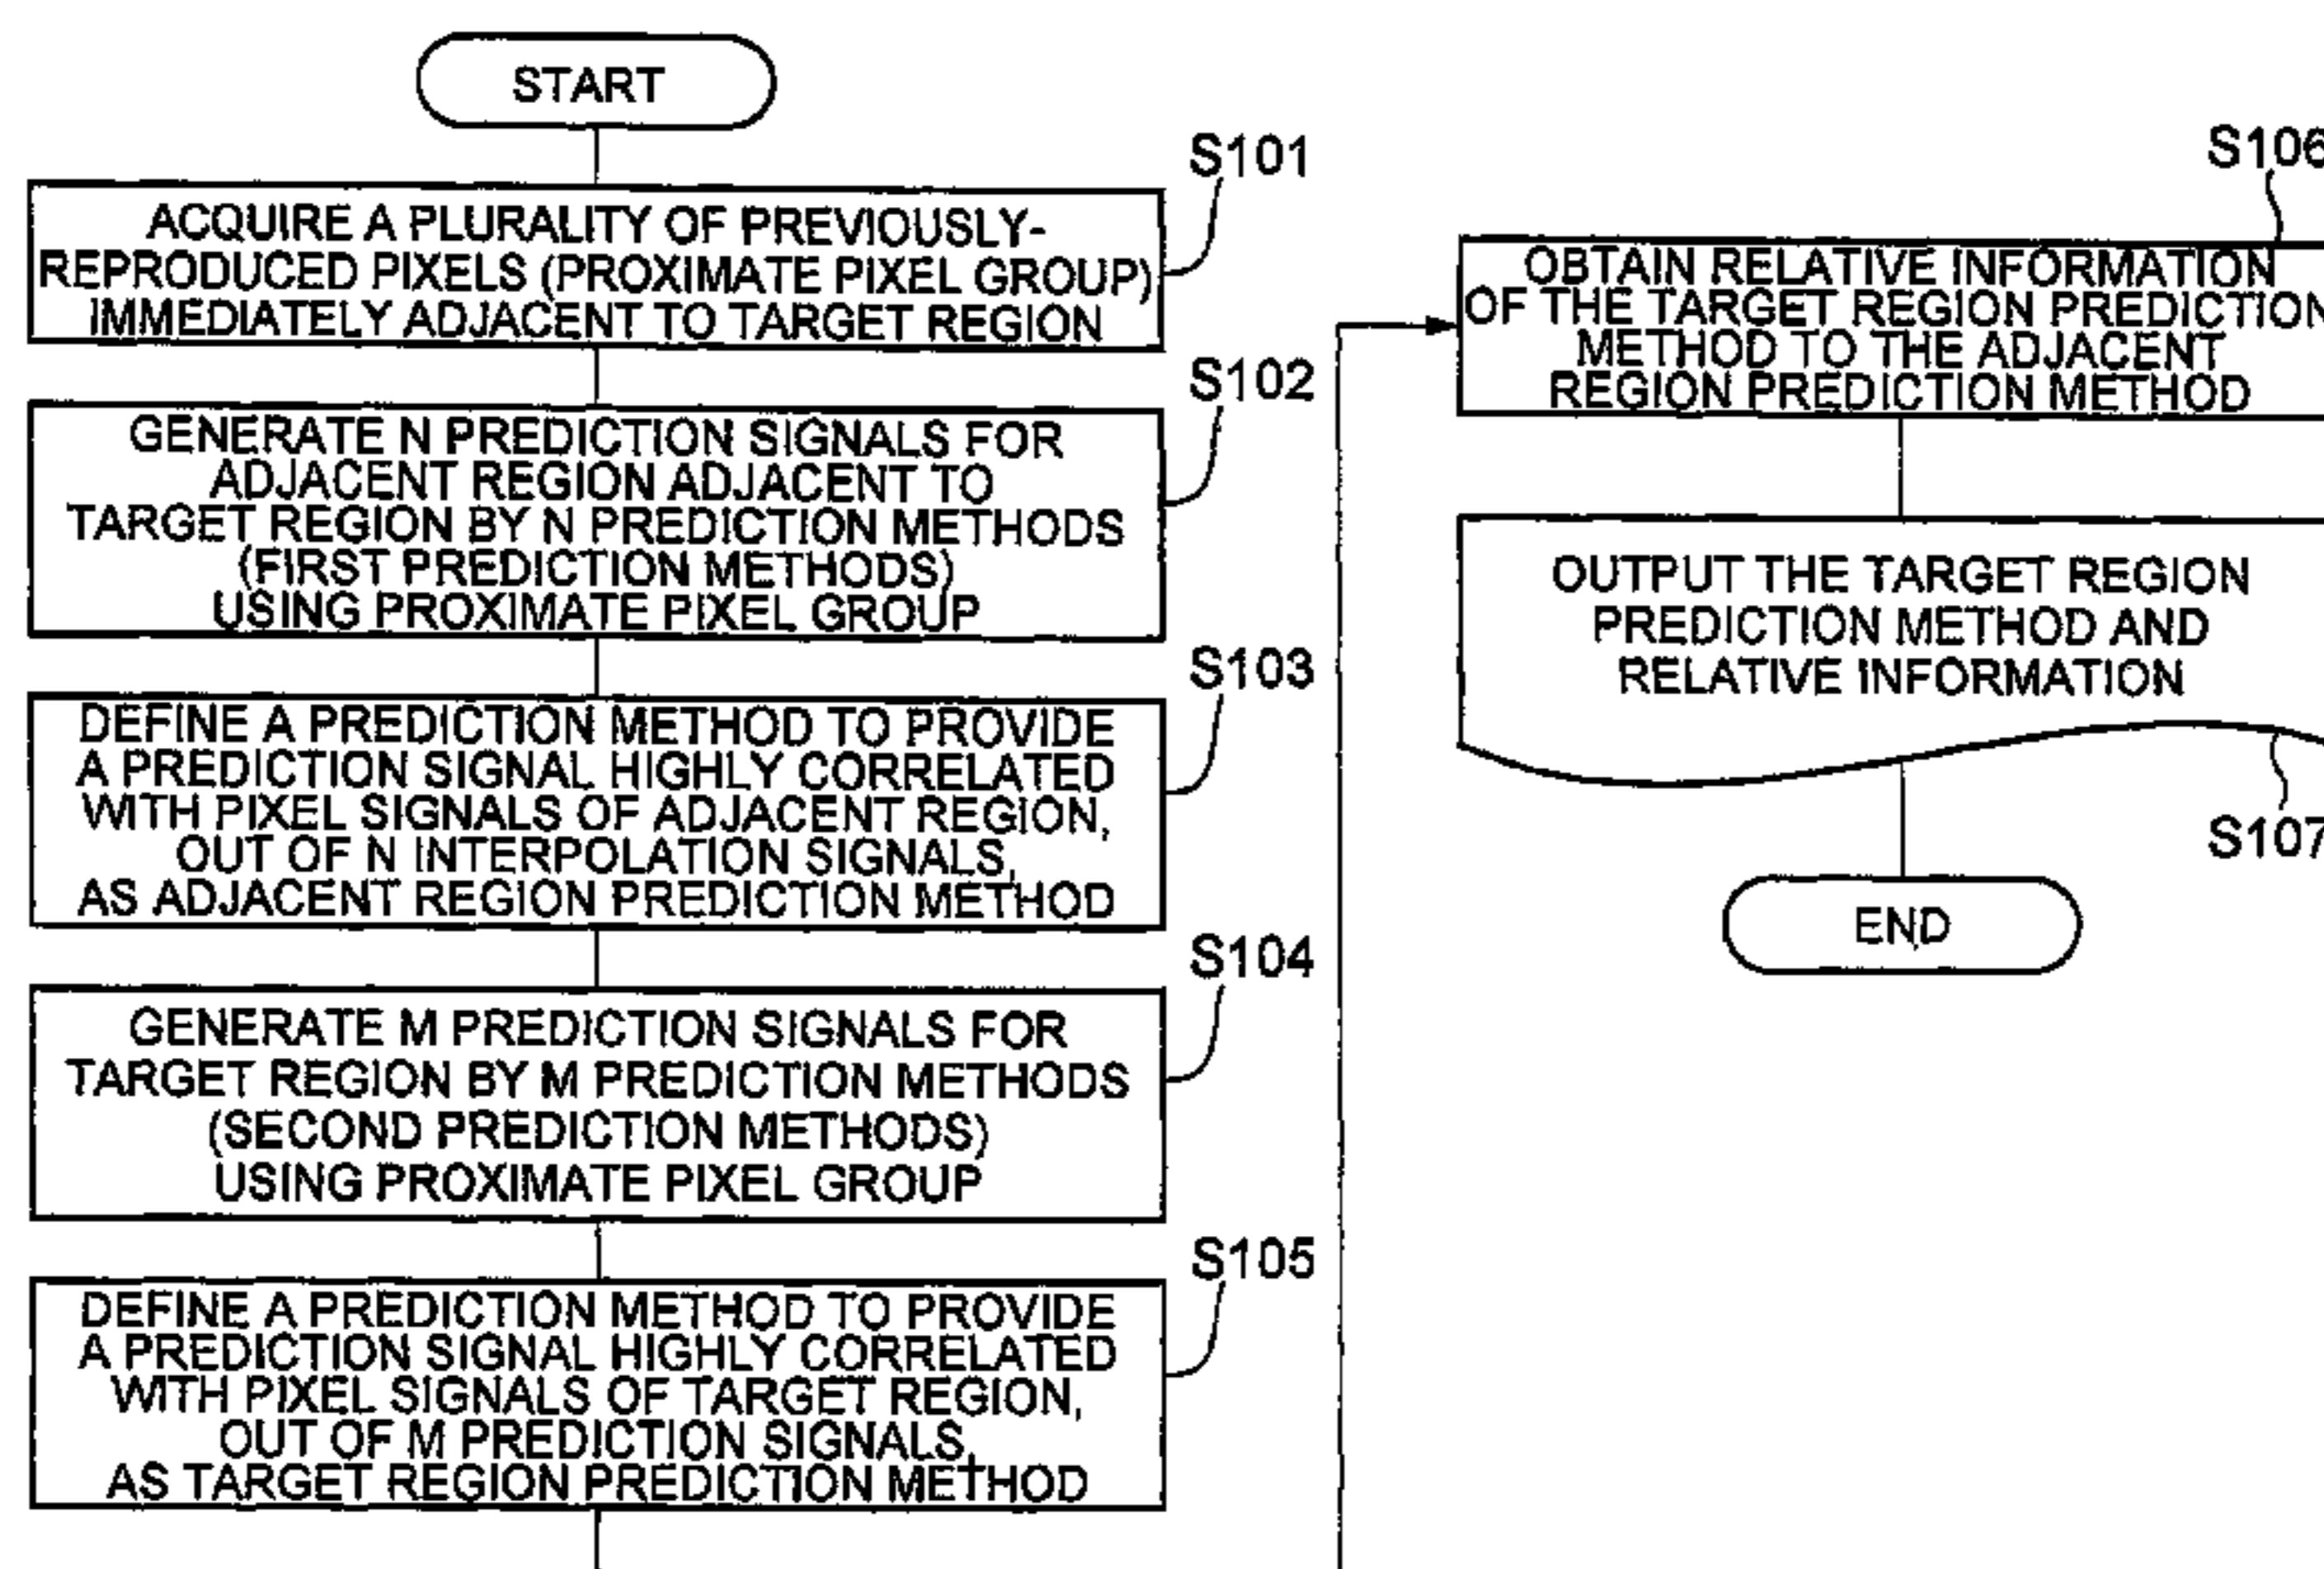 START
S101
ACQUIRE A PLURALITY OF PREVIOUSLY-
REPRODUCED PIXELS (PROXIMATE PIXEL GROUP)
IMMEDIATELY ADJACENT TO TARGET REGION
S102
GENERATE N PREDICTION SIGNALS FOR
ADJACENT REGION ADJACENT TO
TARGET REGION BY N PREDICTION METHODS
(FIRST PREDICTION METHODS)
USING PROXIMATE PIXEL GROUP
S103
DEFINE A PREDICTION METHOD TO PROVIDE
A PREDICTION SIGNAL HIGHLY CORRELATED
WITH PIXEL SIGNALS OF ADJACENT REGION,
OUT OF N INTERPOLATION SIGNALS,
AS ADJACENT REGION PREDICTION METHOD
S104
GENERATE M PREDICTION SIGNALS FOR
TARGET REGION BY M PREDICTION METHODS
(SECOND PREDICTION METHODS)
USING PROXIMATE PIXEL GROUP
S105
DEFINE A PREDICTION METHOD TO PROVIDE
A PREDICTION SIGNAL HIGHLY CORRELATED
WITH PIXEL SIGNALS OF TARGET REGION,
OUT OF M PREDICTION SIGNALS,
AS TARGET REGION PREDICTION METHOD
S106
OBTAIN RELATIVE INFORMATION
OF THE TARGET REGION PREDICTION
METHOD TO THE ADJACENT
REGION PREDICTION METHOD
OUTPUT THE TARGET REGION
PREDICTION METHOD AND
RELATIVE INFORMATION
S107
END